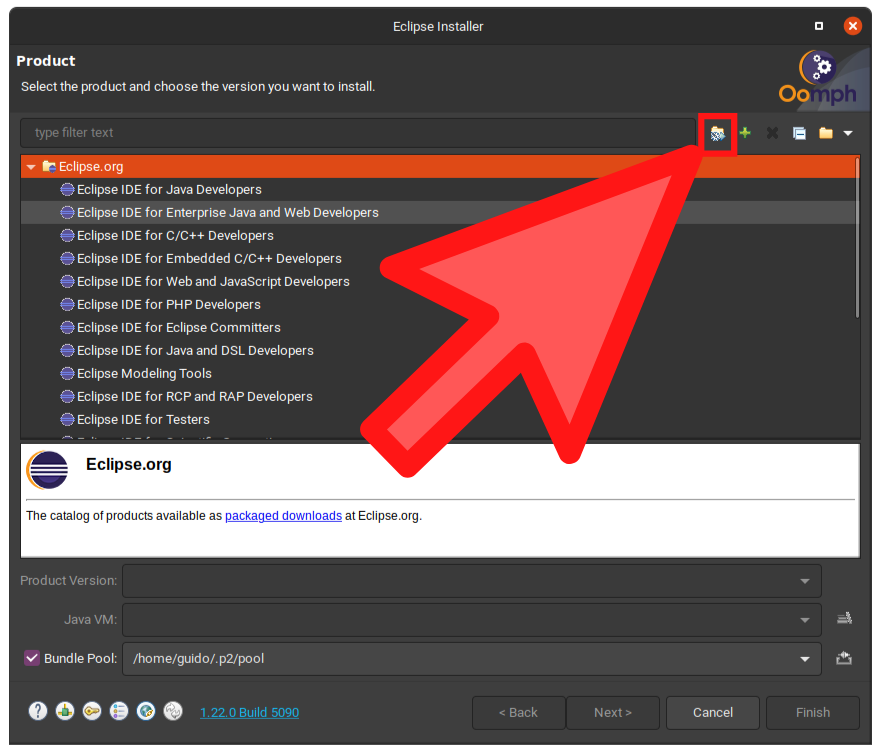 Eclipse Installer
Product
Select the product and choose the version you want to install.
Oomph
type filter text
Eclipse.org
Eclipse IDE for Java Developers
Eclipse IDE for Enterprise Java and Web Developers
Eclipse IDE for C/C++ Developers
Eclipse IDE for Embedded C/C++ Developers
Eclipse IDE for Web and JavaScript Developers
Eclipse IDE for PHP Developers
Eclipse IDE for Eclipse Committers
Eclipse IDE for Java and DSL Developers
Eclipse Modeling Tools
Eclipse IDE for RCP and RAP Developers
Eclipse IDE for Testers
Eclipse.org
The catalog of products available as packaged downloads at Eclipse.org.
Product Version:
Java VM:
Bundle Pool: /home/guido/.p2/pool
? 1.22.0 Build 5090 < Back Next > Cancel Finish